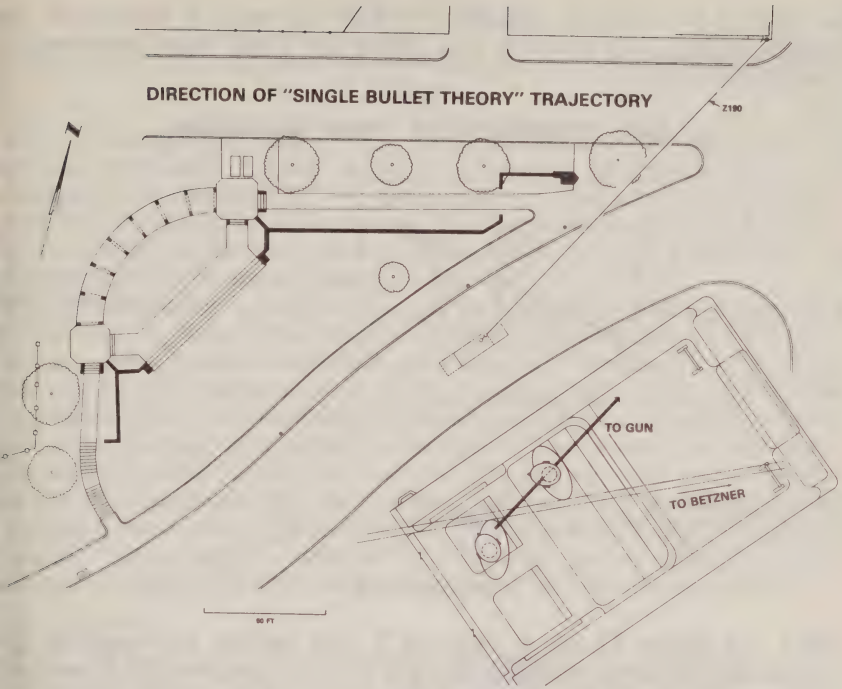 DIRECTION OF "SINGLE BULLET THEORY" TRAJECTORY
Z190
N
TO GUN
TO BETZNER
60 FT